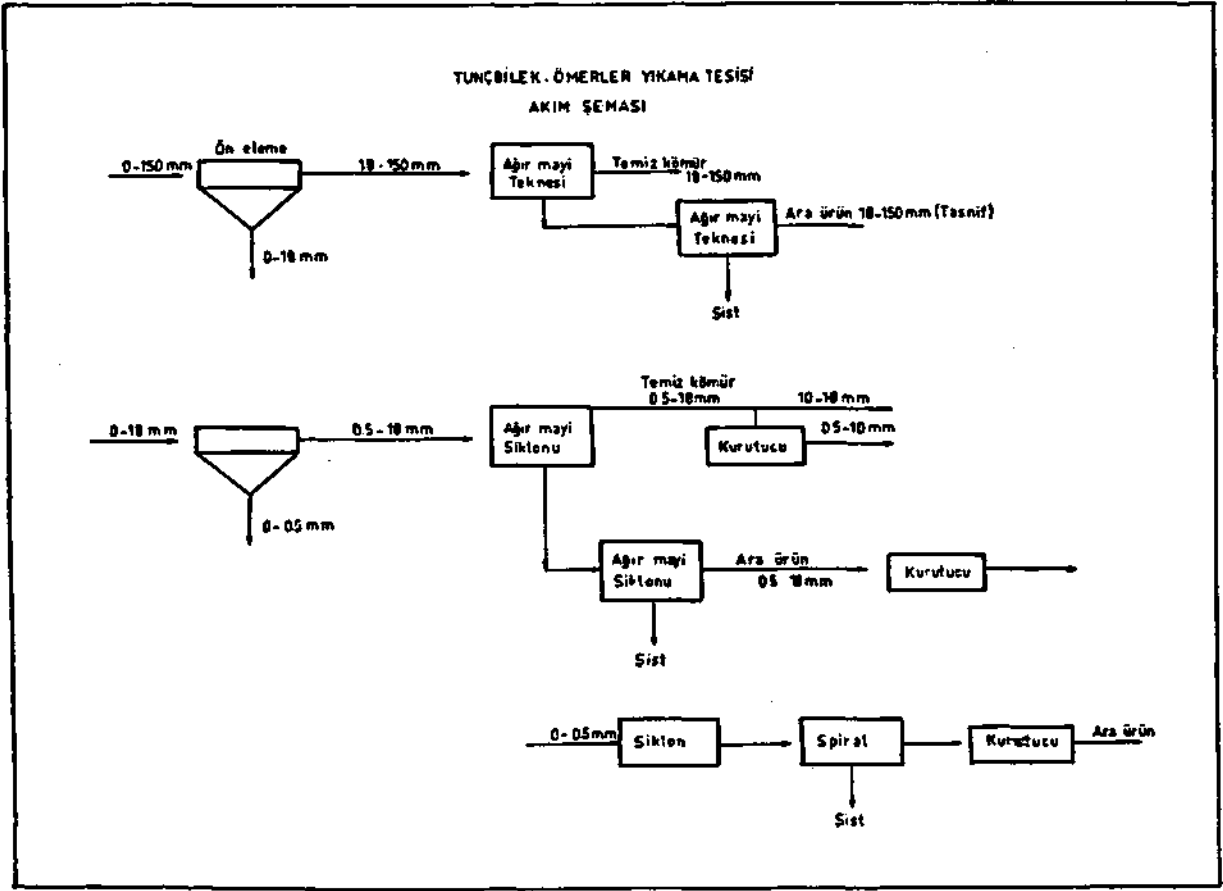 TUNÇBİLEK-ÖMERLER YIKAMA TESİSİ
AKIM ŞEMASI
Ön eleme
0-150 mm
18-150 mm
Ağır mayi
Teknesi
Temiz kömür
18-150 mm
0-18 mm
Ağır mayi
Teknesi
Ara ürün 18-150 mm (Tasnif)
Şist
0-18 mm
0.5-18 mm
Ağır mayi
Siklonu
Temiz kömür
0.5-18 mm
10-18 mm
Kurutucu
0.5-10 mm
0-0.5 mm
Ağır mayi
Siklonu
Ara ürün
0.5 18 mm
Kurutucu
Şist
0-0.5 mm
Siklon
Spiral
Kurutucu
Ara ürün
Şist